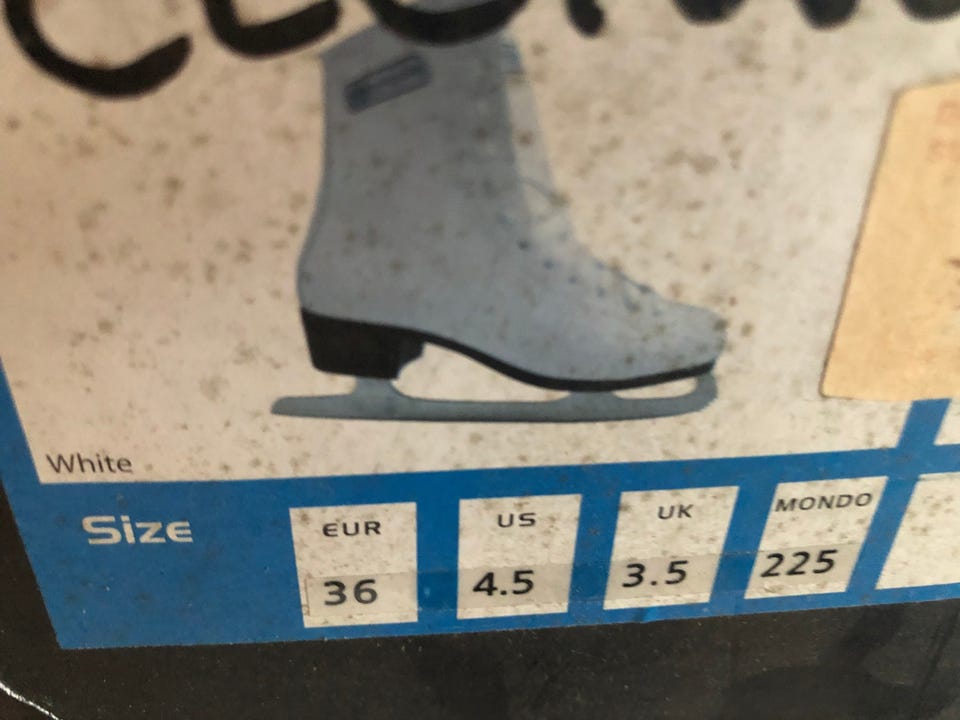 White
Size
EUR
US
UK
MONDO
36
4.5
3.5
225